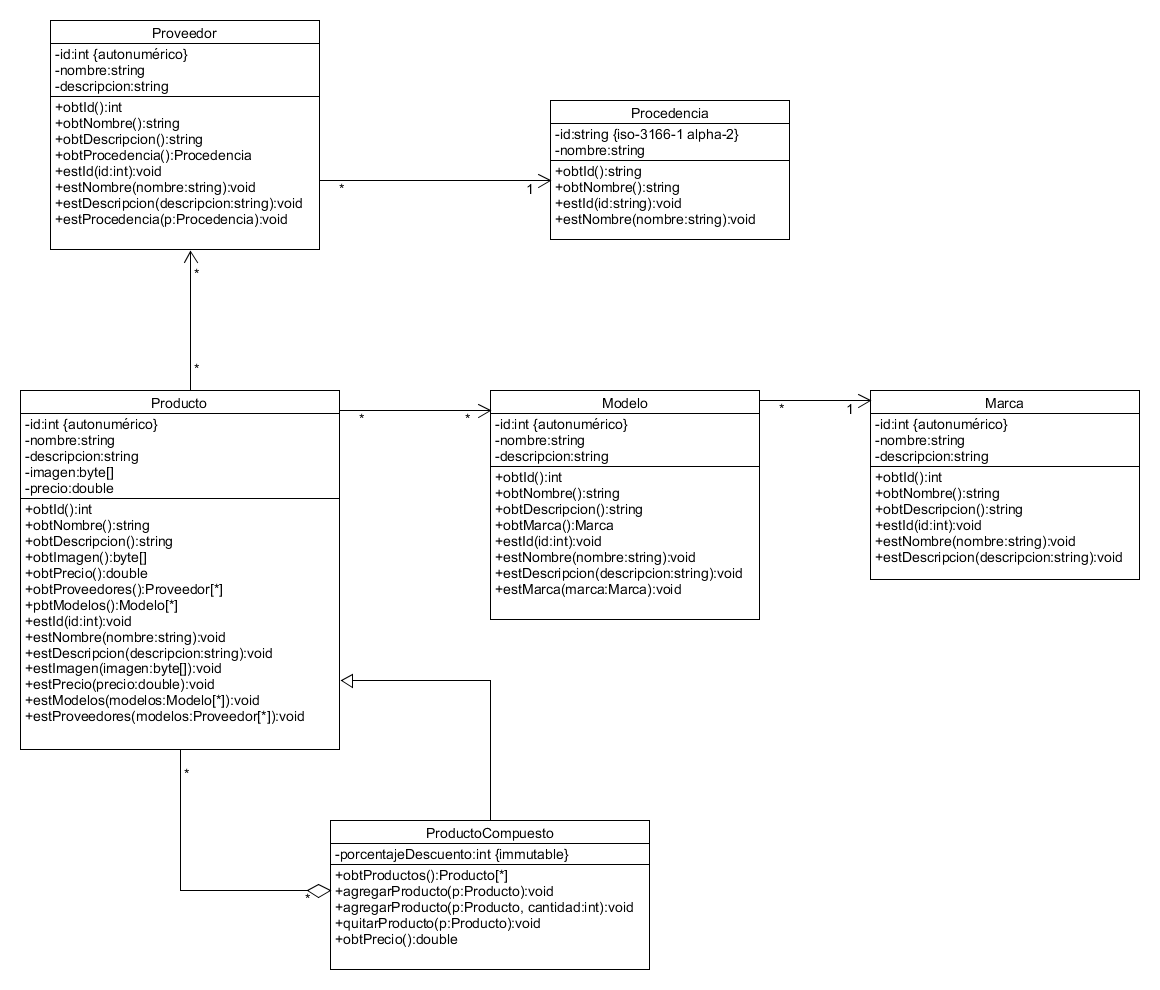 Proveedor
-id:int {autonumérico}
-nombre:string
-descripcion:string
+obtId():int
+obtNombre():string
+obtDescripcion():string
+obtProcedencia():Procedencia
+estId(id:int):void
+estNombre(nombre:string):void
+estDescripcion(descripcion:string):void
+estProcedencia(p:Procedencia):void
*
1
Procedencia
-id:string {iso-3166-1 alpha-2}
-nombre:string
+obtId():string
+obtNombre():string
+estId(id:string):void
+estNombre(nombre:string):void
*
*
Producto
-id:int {autonumérico}
-nombre:string
-descripcion:string
-imagen:byte[]
-precio:double
+obtId():int
+obtNombre():string
+obtDescripcion():string
+obtImagen():byte[]
+obtPrecio():double
+obtProveedores():Proveedor[*]
+pbtModelos():Modelo[*]
+estId(id:int):void
+estNombre(nombre:string):void
+estDescripcion(descripcion:string):void
+estImagen(imagen:byte[]):void
+estPrecio(precio:double):void
+estModelos(modelos:Modelo[*]):void
+estProveedores(modelos:Proveedor[*]):void
*
*
Modelo
-id:int {autonumérico}
-nombre:string
-descripcion:string
+obtId():int
+obtNombre():string
+obtDescripcion():string
+obtMarca():Marca
+estId(id:int):void
+estNombre(nombre:string):void
+estDescripcion(descripcion:string):void
+estMarca(marca:Marca):void
*
1
Marca
-id:int {autonumérico}
-nombre:string
-descripcion:string
+obtId():int
+obtNombre():string
+obtDescripcion():string
+estId(id:int):void
+estNombre(nombre:string):void
+estDescripcion(descripcion:string):void
*
*
ProductoCompuesto
-porcentajeDescuento:int {immutable}
+obtProductos():Producto[*]
+agregarProducto(p:Producto):void
+agregarProducto(p:Producto, cantidad:int):void
+quitarProducto(p:Producto):void
+obtPrecio():double